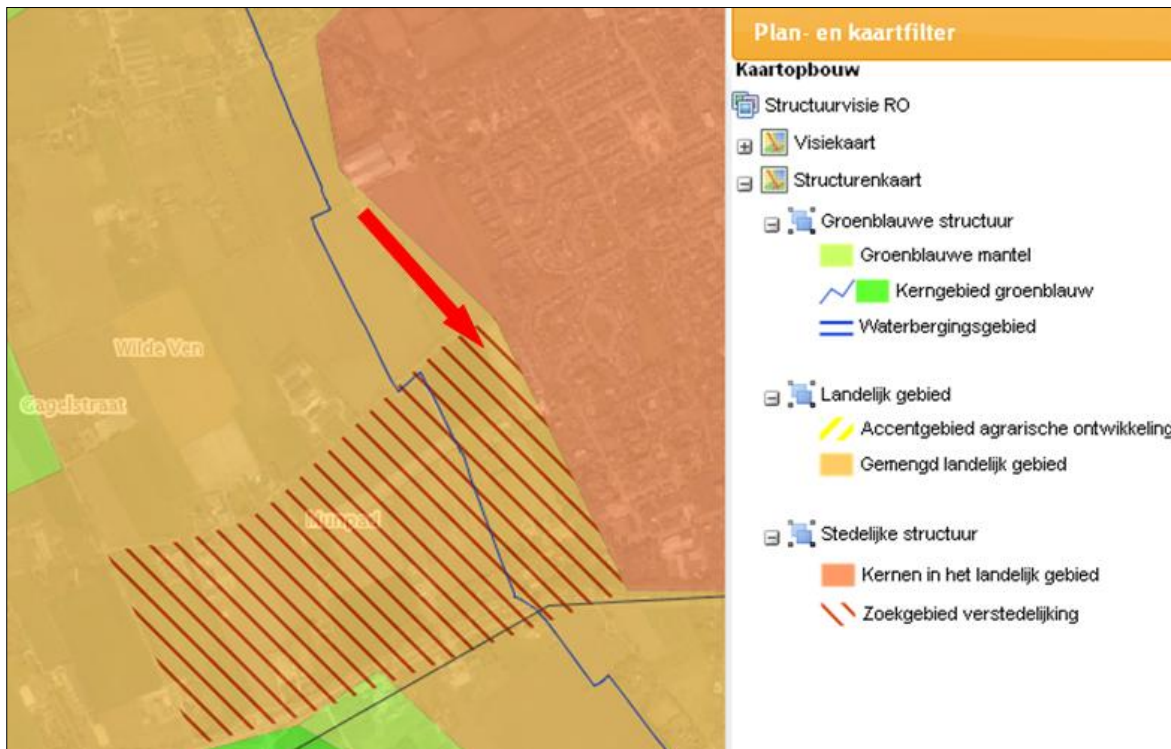 Plan- en kaartfilter
Kaartopbouw
Structuurvisie RO
Visiekaart
Structurenkaart
Groenblauwe structuur
Groenblauwe mantel
Kerngebied groenblauw
Waterbergingsgebied
Landelijk gebied
Accentgebied agrarische ontwikkeling
Gemengd landelijk gebied
Stedelijke structuur
Kernen in het landelijk gebied
Zoekgebied verstedelijking
Wilde Ven
Gagelstraat